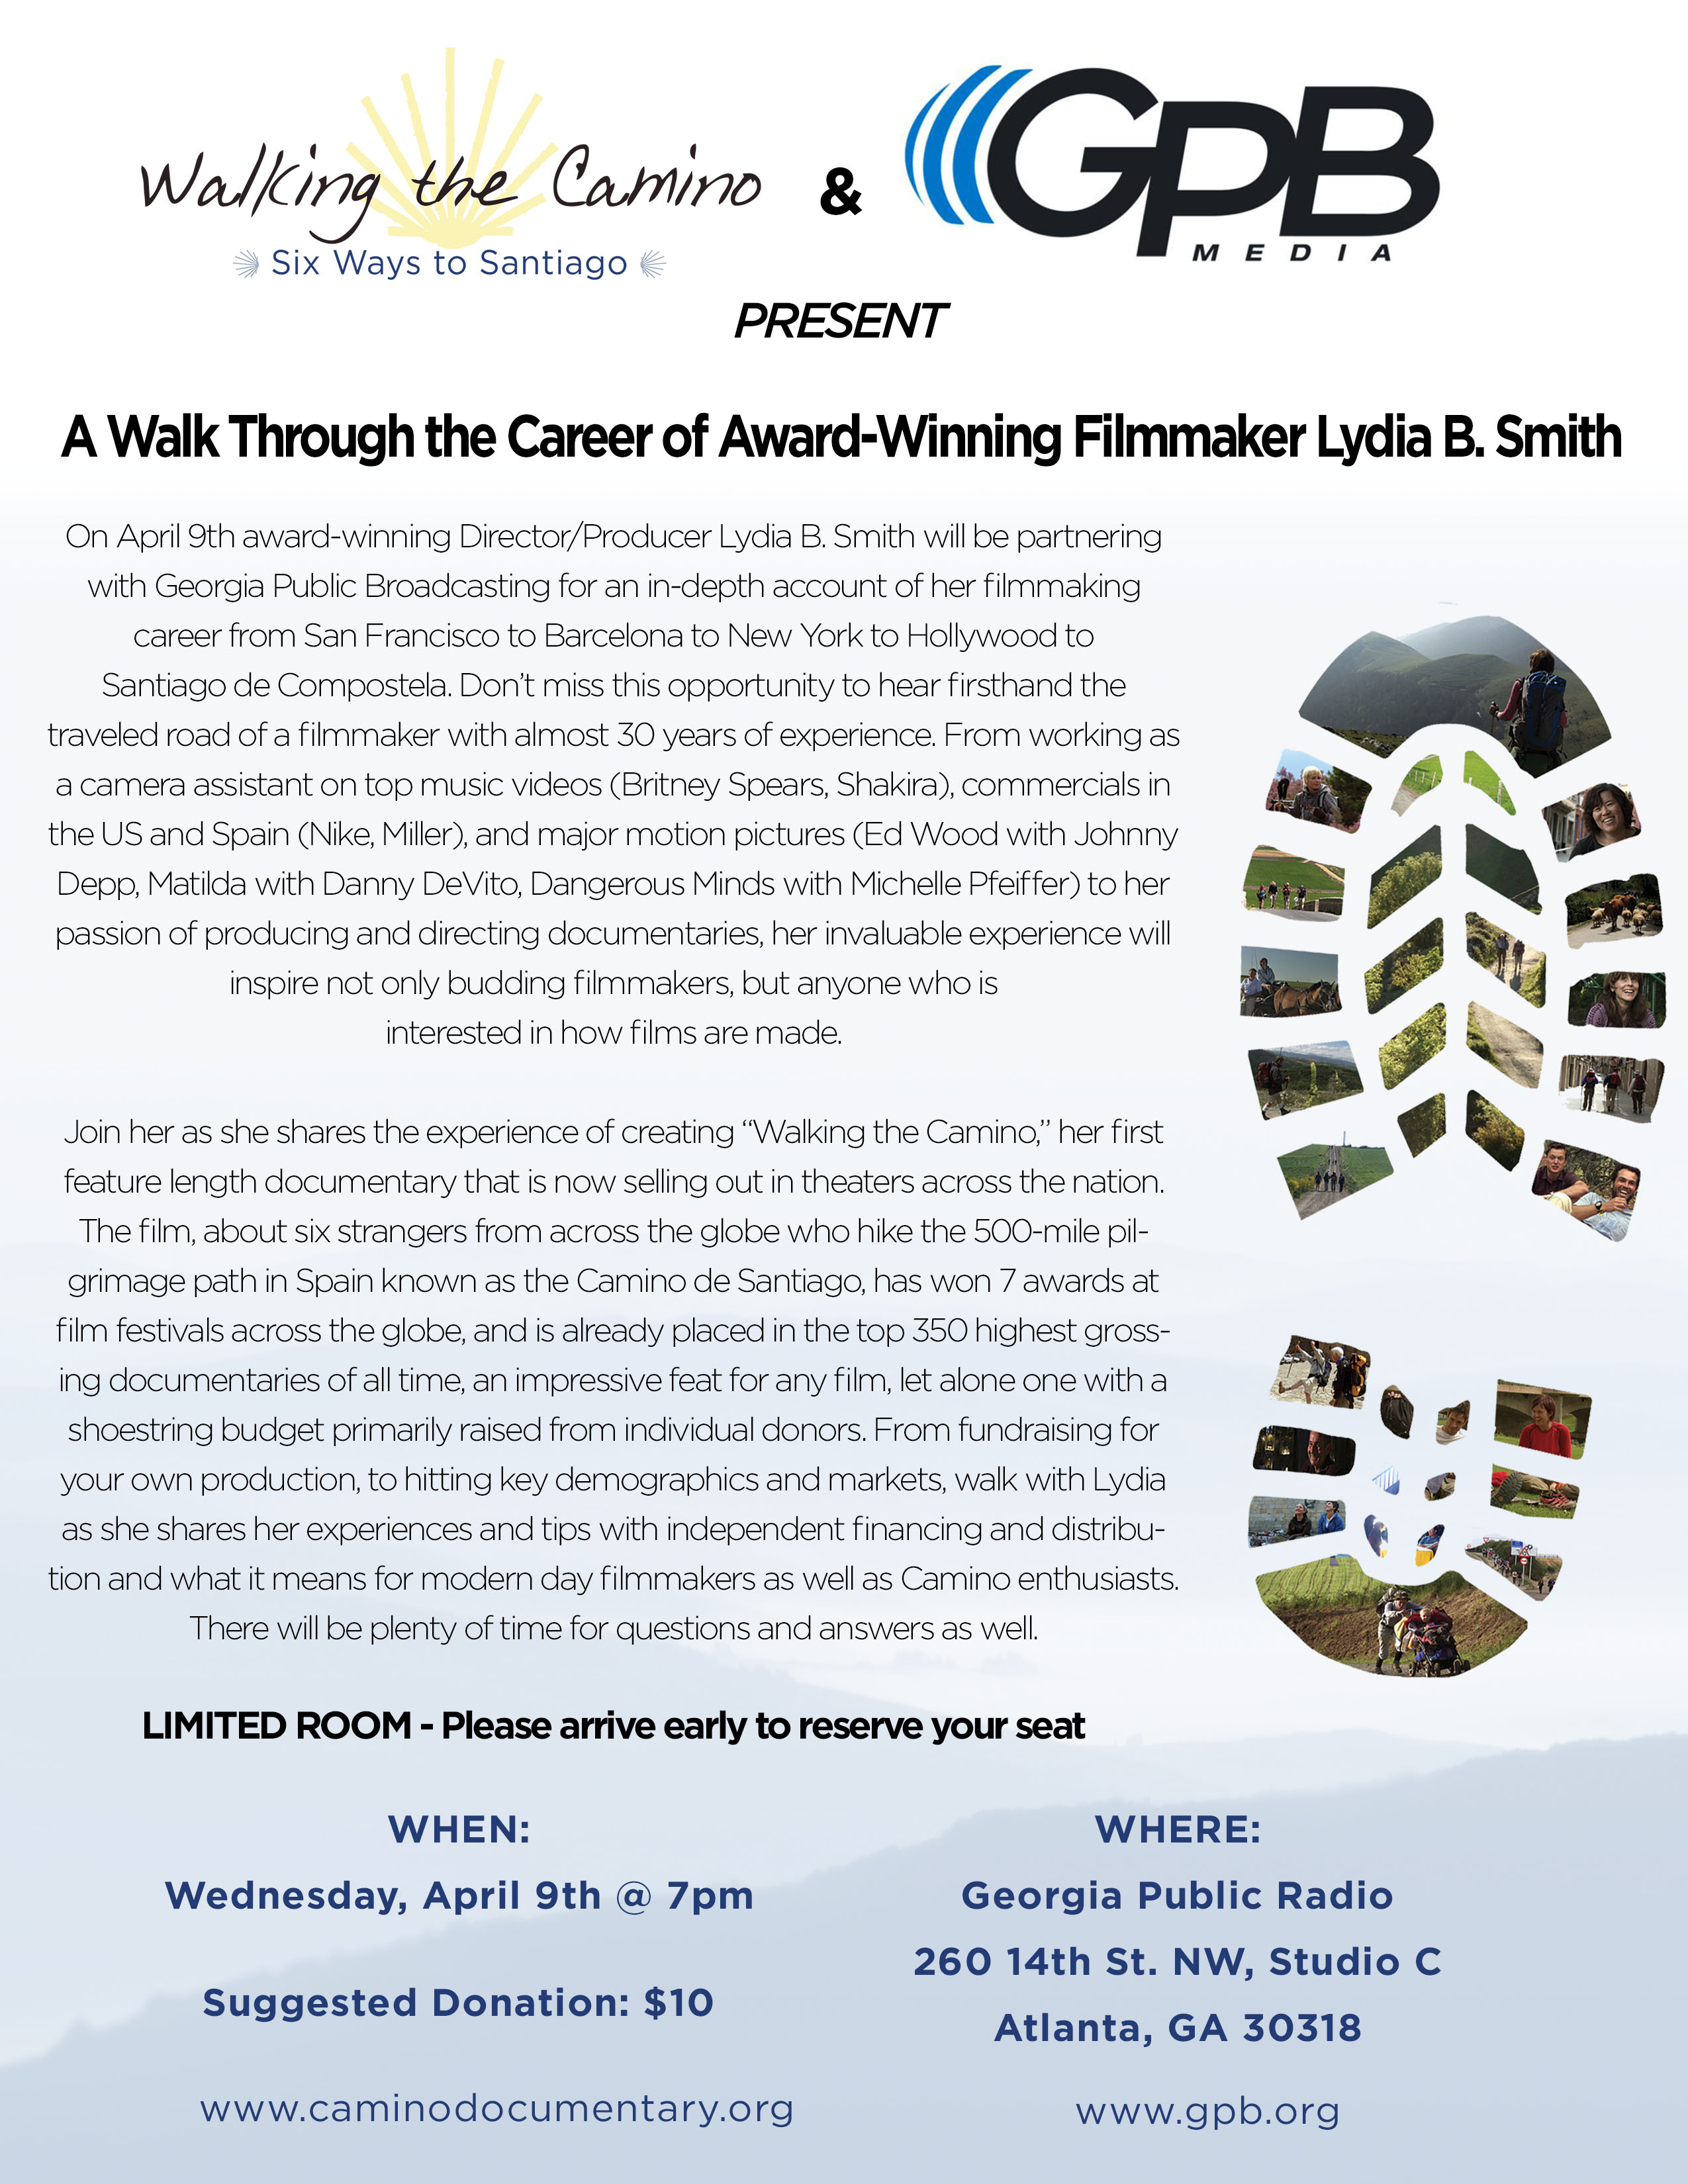 Walking the Camino
Six Ways to Santiago
&
GPB
MEDIA
PRESENT
A Walk Through the Career of Award-Winning Filmmaker Lydia B. Smith
On April 9th award-winning Director/Producer Lydia B. Smith will be partnering
with Georgia Public Broadcasting for an in-depth account of her filmmaking
career from San Francisco to Barcelona to New York to Hollywood to
Santiago de Compostela. Don’t miss this opportunity to hear firsthand the
traveled road of a filmmaker with almost 30 years of experience. From working as
a camera assistant on top music videos (Britney Spears, Shakira), commercials in
the US and Spain (Nike, Miller), and major motion pictures (Ed Wood with Johnny
Depp, Matilda with Danny DeVito, Dangerous Minds with Michelle Pfeiffer) to her
passion of producing and directing documentaries, her invaluable experience will
inspire not only budding filmmakers, but anyone who is
interested in how films are made.
Join her as she shares the experience of creating “Walking the Camino,” her first
feature length documentary that is now selling out in theaters across the nation.
The film, about six strangers from across the globe who hike the 500-mile pil-
grimage path in Spain known as the Camino de Santiago, has won 7 awards at
film festivals across the globe, and is already placed in the top 350 highest gross-
ing documentaries of all time, an impressive feat for any film, let alone one with a
shoestring budget primarily raised from individual donors. From fundraising for
your own production, to hitting key demographics and markets, walk with Lydia
as she shares her experiences and tips with independent financing and distribu-
tion and what it means for modern day filmmakers as well as Camino enthusiasts.
There will be plenty of time for questions and answers as well.
LIMITED ROOM - Please arrive early to reserve your seat
WHEN:
Wednesday, April 9th @ 7pm
Suggested Donation: $10
www.caminodocumentary.org
WHERE:
Georgia Public Radio
260 14th St. NW, Studio C
Atlanta, GA 30318
www.gpb.org